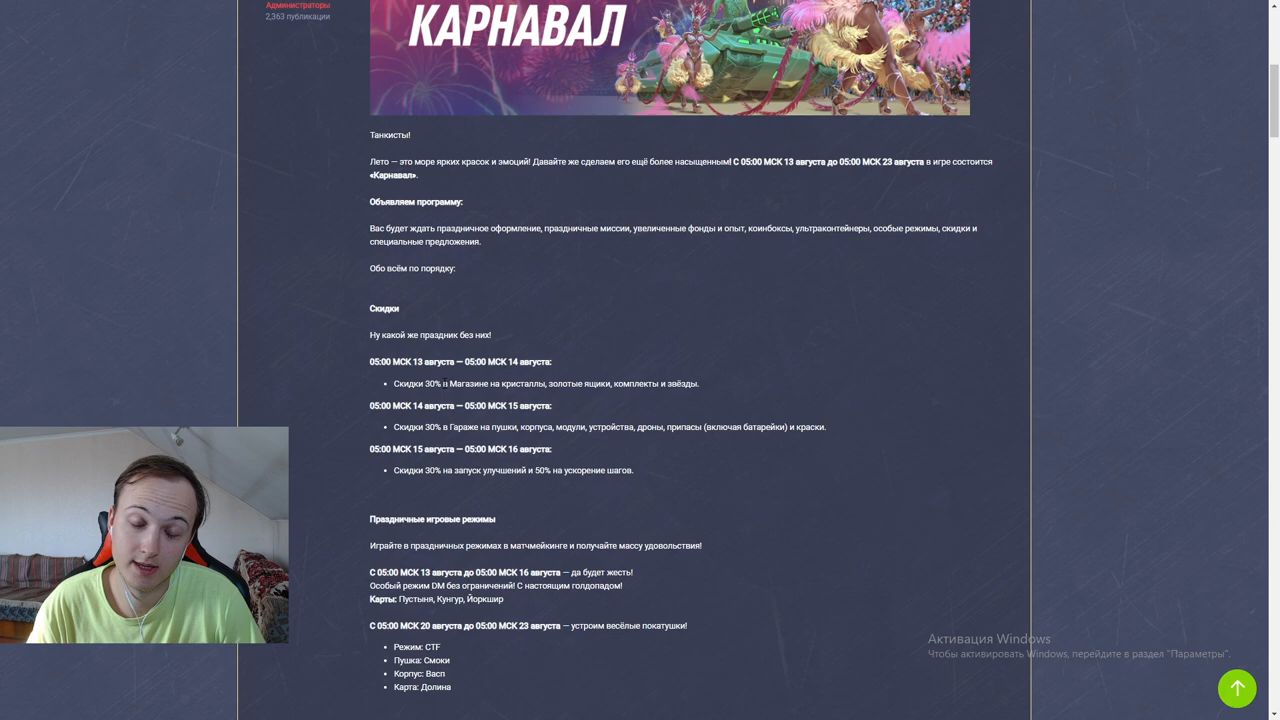 Администраторы
2,363 публикации
КАРНАВАЛ
Танкисты!
Лето — это море ярких красок и эмоций! Давайте же сделаем его ещё более насыщенным! С 05:00 МСК 13 августа до 05:00 МСК 23 августа в игре состоится
«Карнавал».
Объявляем программу:
Вас будет ждать праздничное оформление, праздничные миссии, увеличенные фонды и опыт, коинбоксы, ультраконтейнеры, особые режимы, скидки и
специальные предложения.
Обо всём по порядку:
Скидки
Ну какой же праздник без них!
05:00 МСК 13 августа — 05:00 МСК 14 августа:
• Скидки 30% в Магазине на кристаллы, золотые ящики, комплекты и звёзды.
05:00 МСК 14 августа — 05:00 МСК 15 августа:
• Скидки 30% в Гараже на пушки, корпуса, модули, устройства, дроны, припасы (включая батарейки) и краски.
05:00 МСК 15 августа — 05:00 МСК 16 августа:
• Скидки 30% на запуск улучшений и 50% на ускорение шагов.
Праздничные игровые режимы
Играйте в праздничных режимах в матчмейкинге и получайте массу удовольствия!
С 05:00 МСК 13 августа до 05:00 МСК 16 августа — да будет жесть!
Особый режим DM без ограничений! С настоящим голдопадом!
Карты: Пустыня, Кунгур, Йоркшир
С 05:00 МСК 20 августа до 05:00 МСК 23 августа — устроим весёлые покатушки!
• Режим: CTF
• Пушка: Смоки
• Корпус: Васп
• Карта: Долина
Активация Windows
Чтобы активировать Windows, перейдите в раздел "Параметры".